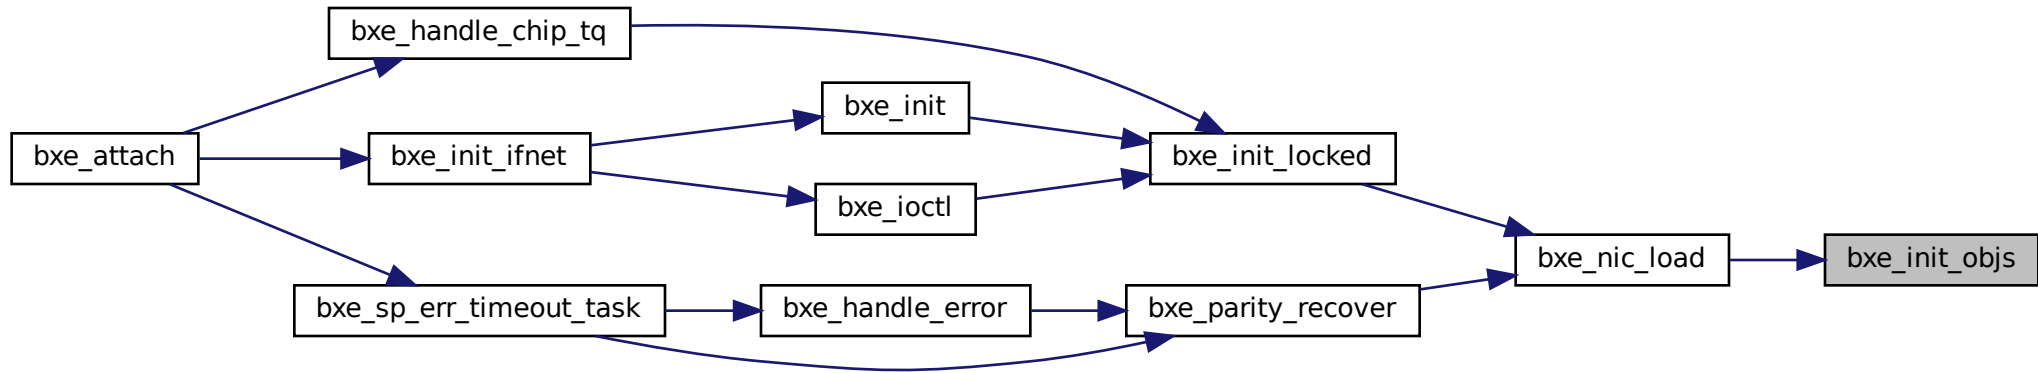 bxe_handle_chip_tq
bxe_init
bxe_attach
bxe_init_ifnet
bxe_init_locked
bxe_ioctl
bxe_nic_load
bxe_init_objs
bxe_sp_err_timeout_task
bxe_handle_error
bxe_parity_recover